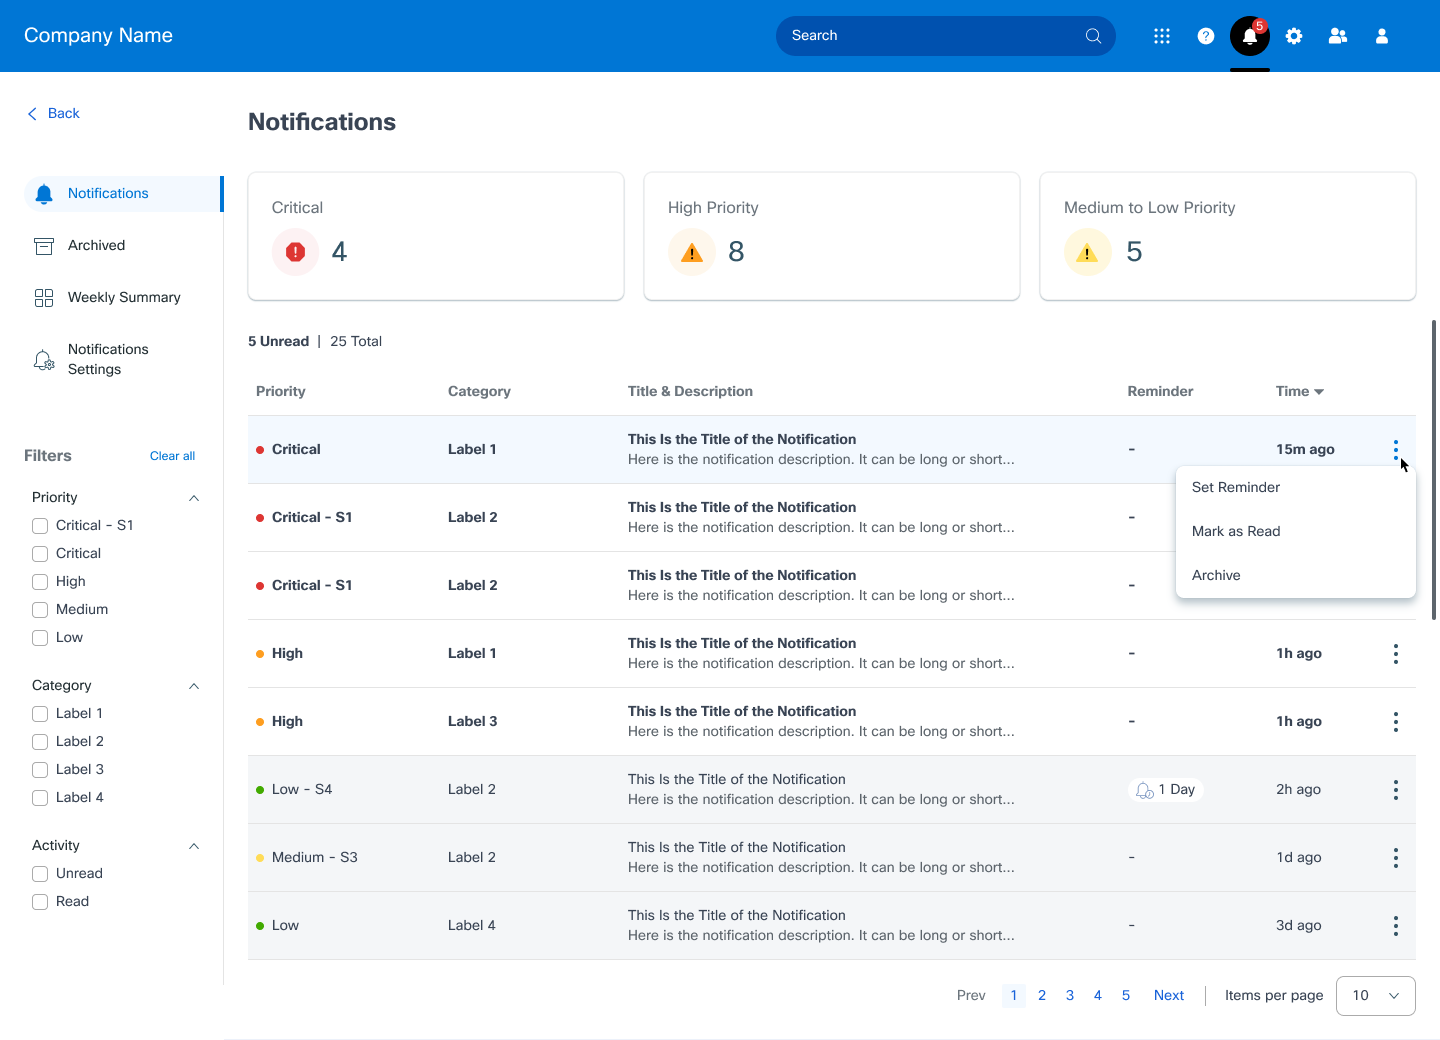 Company Name
Search
5
Back
Notifications
Notifications
Archived
Weekly Summary
Notifications
Settings
Critical
4
High Priority
8
Medium to Low Priority
5
5 Unread | 25 Total
Priority Category Title & Description Reminder Time
Critical Label 1 This Is the Title of the Notification - 15m ago
Here is the notification description. It can be long or short...
Critical - S1 Label 2 This Is the Title of the Notification -
Here is the notification description. It can be long or short...
Critical - S1 Label 2 This Is the Title of the Notification -
Here is the notification description. It can be long or short...
Set Reminder
Mark as Read
Archive
High Label 1 This Is the Title of the Notification - 1h ago
Here is the notification description. It can be long or short...
High Label 3 This Is the Title of the Notification - 1h ago
Here is the notification description. It can be long or short...
Low - S4 Label 2 This Is the Title of the Notification 1 Day 2h ago
Here is the notification description. It can be long or short...
Medium - S3 Label 2 This Is the Title of the Notification - 1d ago
Here is the notification description. It can be long or short...
Low Label 4 This Is the Title of the Notification - 3d ago
Here is the notification description. It can be long or short...
Filters Clear all
Priority
Critical - S1
Critical
High
Medium
Low
Category
Label 1
Label 2
Label 3
Label 4
Activity
Unread
Read
Prev 1 2 3 4 5 Next | Items per page 10